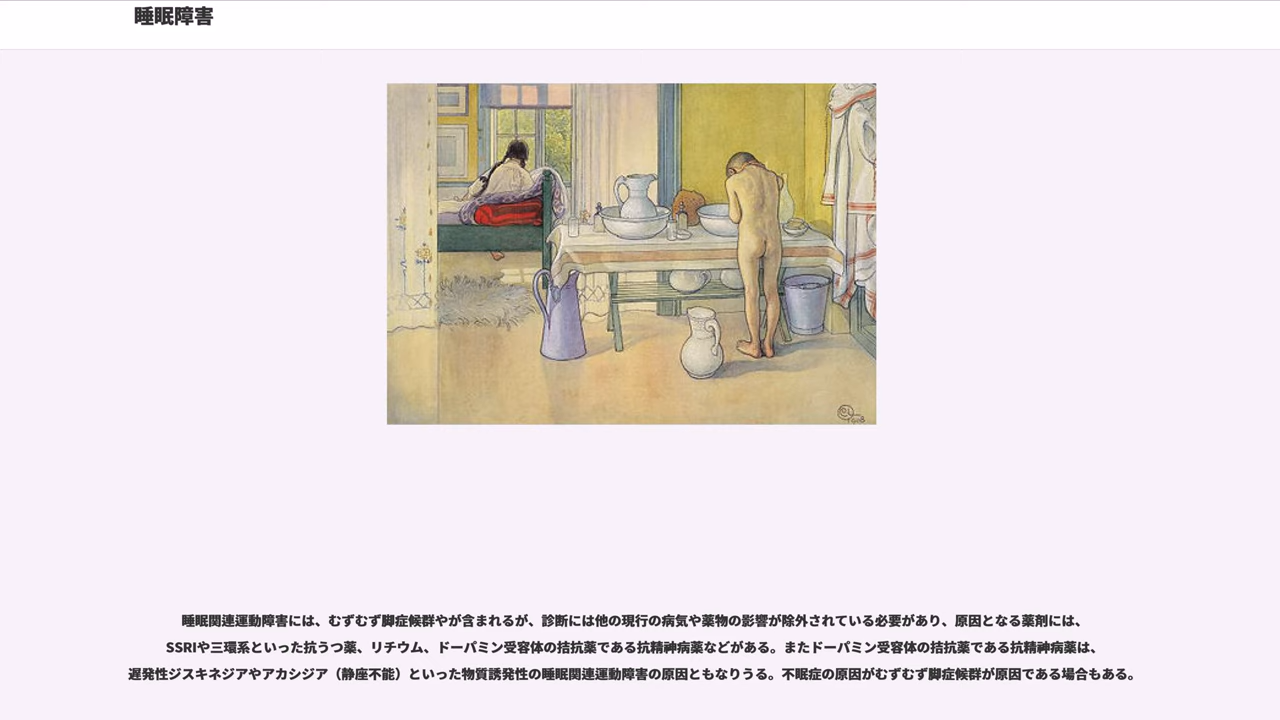 睡眠障害
睡眠関連運動障害には、むずむず脚症候群やが含まれるが、診断には他の現行の病気や薬物の影響が除外されている必要があり、原因となる薬剤には、
SSRIや三環系といった抗うつ薬、リチウム、ドーパミン受容体の拮抗薬である抗精神病薬などがある。またドーパミン受容体の拮抗薬である抗精神病薬は、
遅発性ジスキネジアやアカシジア（静座不能）といった物質誘発性の睡眠関連運動障害の原因ともなりうる。不眠症の原因がむずむず脚症候群が原因である場合もある。